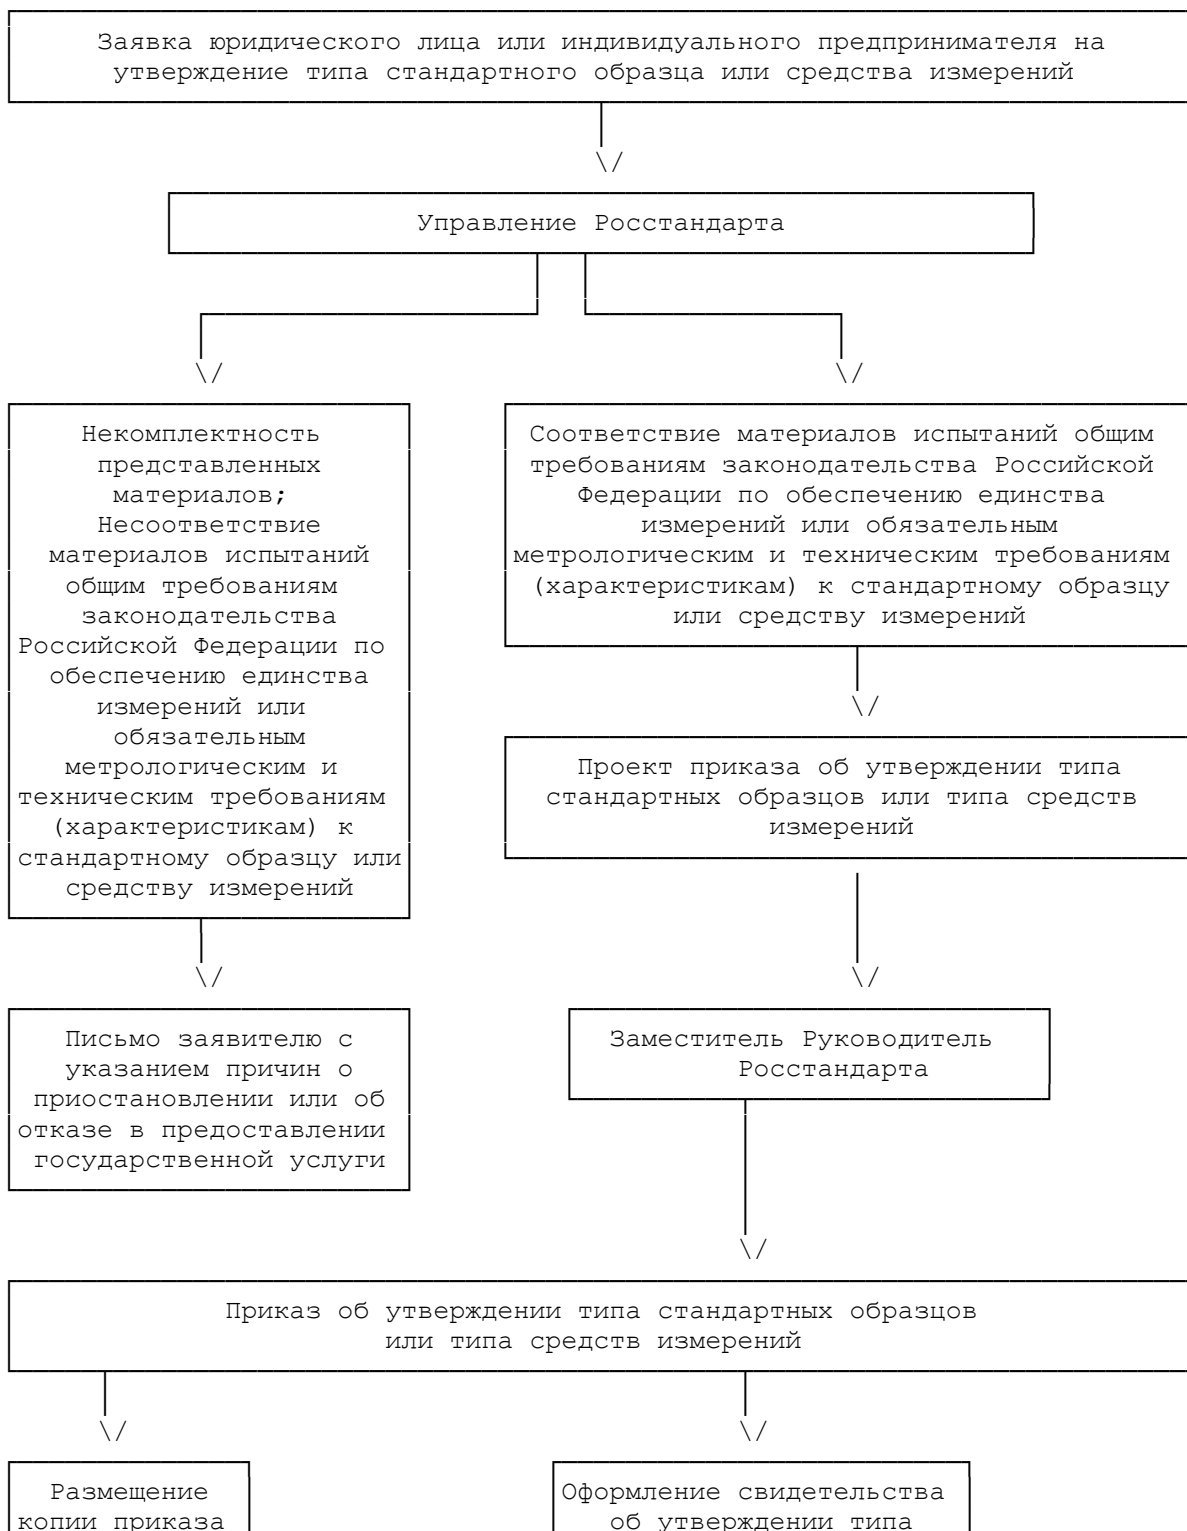 Заявка юридического лица или индивидуального предпринимателя на
утверждение типа стандартного образца или средства измерений
Управление Росстандарта
Некомплектность
представленных
материалов;
Несоответствие
материалов испытаний
общим требованиям
законодательства
Российской Федерации по
обеспечению единства
измерений или
обязательным
метрологическим и
техническим требованиям
(характеристикам) к
стандартному образцу или
средству измерений
Соответствие материалов испытаний общим
требованиям законодательства Российской
Федерации по обеспечению единства
измерений или обязательным
метрологическим и техническим требованиям
(характеристикам) к стандартному образцу
или средству измерений
Проект приказа об утверждении типа
стандартных образцов или типа средств
измерений
Письмо заявителю с
указанием причин о
приостановлении или об
отказе в предоставлении
государственной услуги
Заместитель Руководитель
Росстандарта
Приказ об утверждении типа стандартных образцов
или типа средств измерений
Размещение
копии приказа
Оформление свидетельства
об утверждении типа